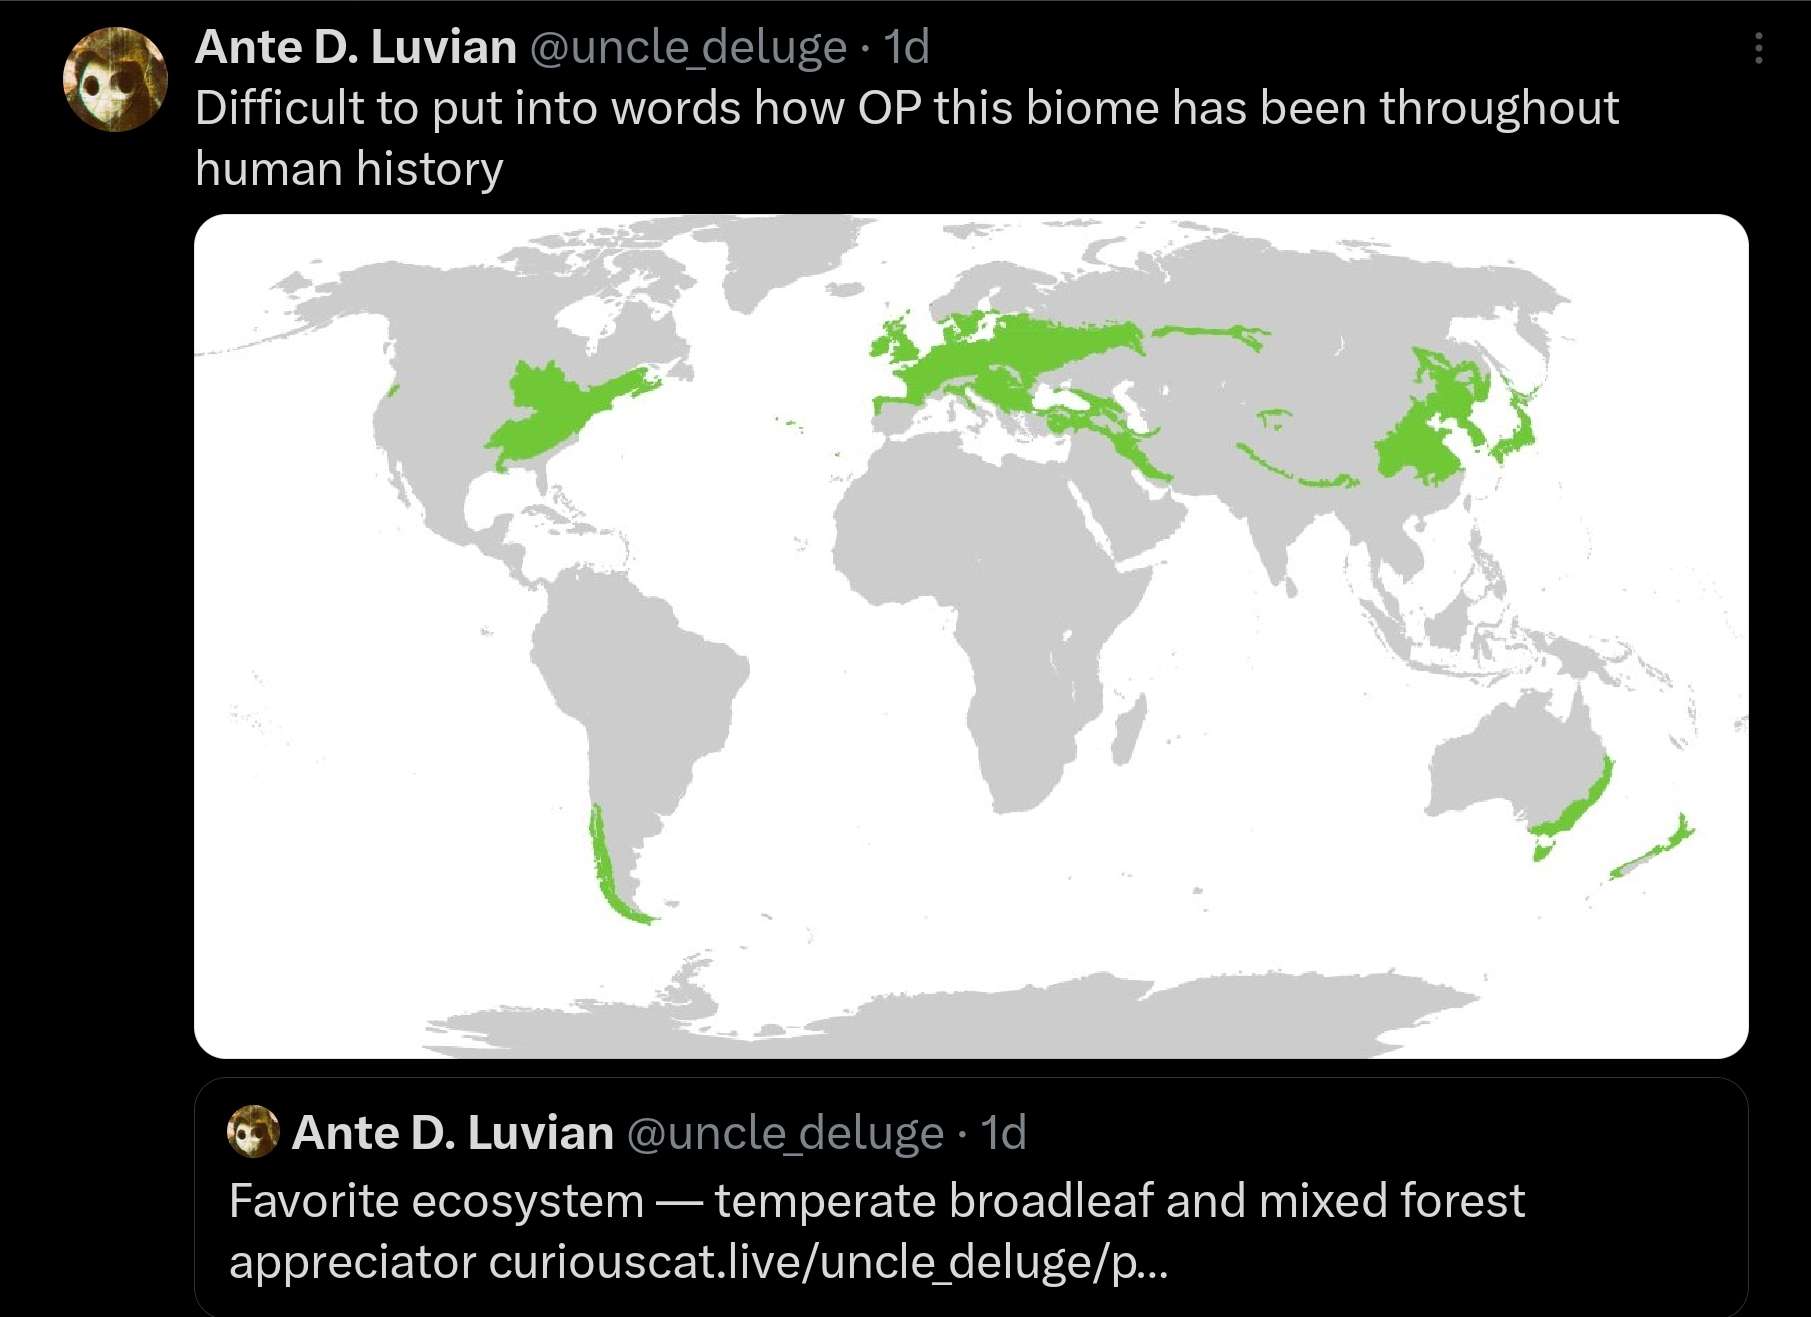 Ante D. Luvian @uncle_deluge · 1d
Difficult to put into words how OP this biome has been throughout
human history
Ante D. Luvian @uncle_deluge · 1d
Favorite ecosystem — temperate broadleaf and mixed forest
appreciator curiouscat.live/uncle_deluge/p...